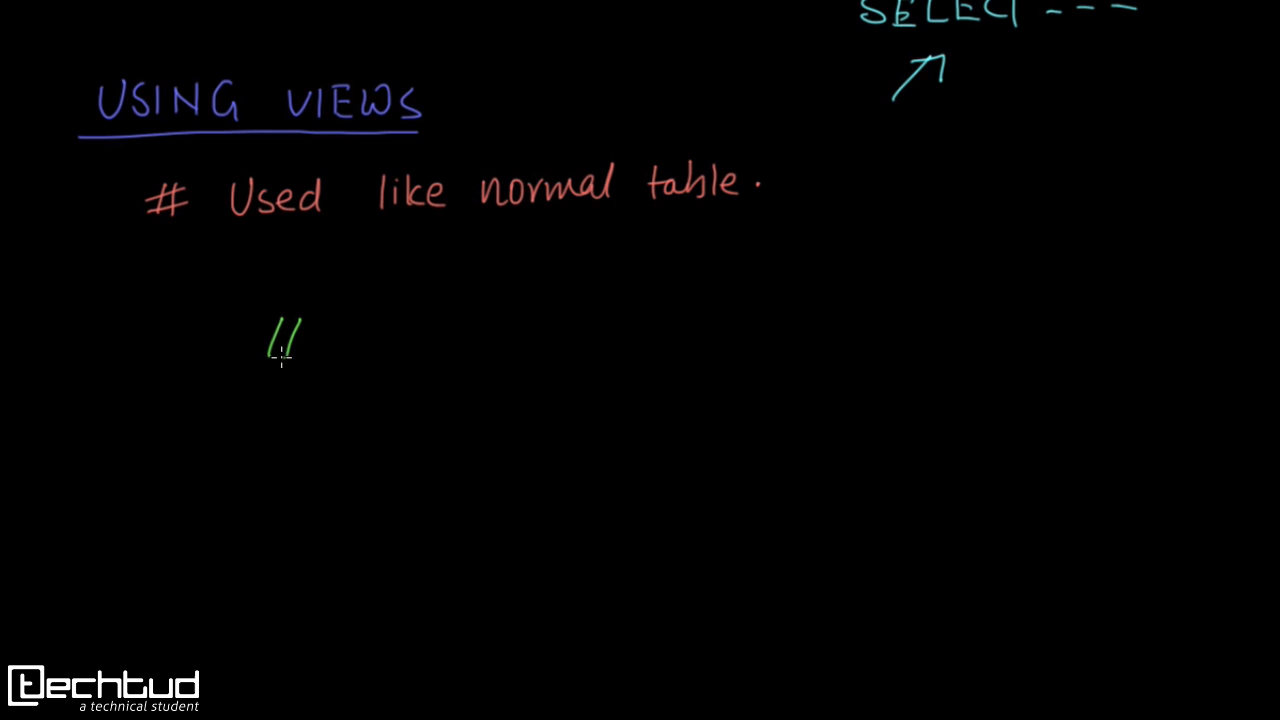 SELECT ---
USING VIEWS
# Used like normal table.
//
techtud
a technical student